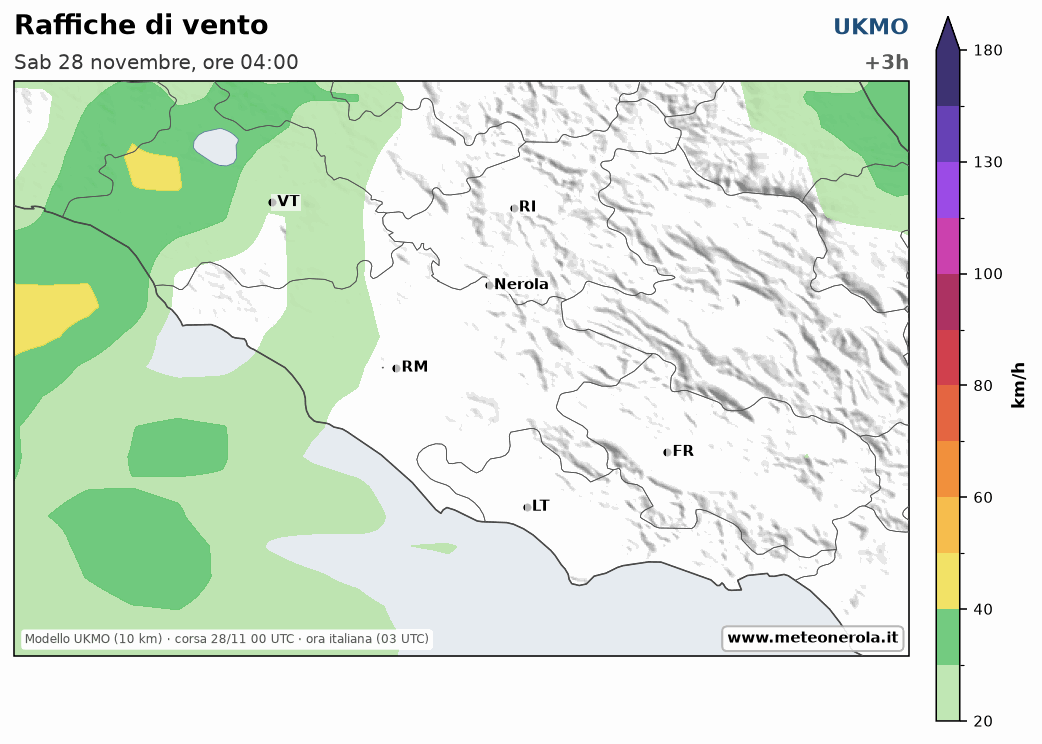 Raffiche di vento
UKMO
Sab 28 novembre, ore 04:00
+3h
180
130
100
80
60
40
20
km/h
VT
RI
Nerola
RM
FR
LT
Modello UKMO (10 km) · corsa 28/11 00 UTC · ora italiana (03 UTC)
www.meteonerola.it